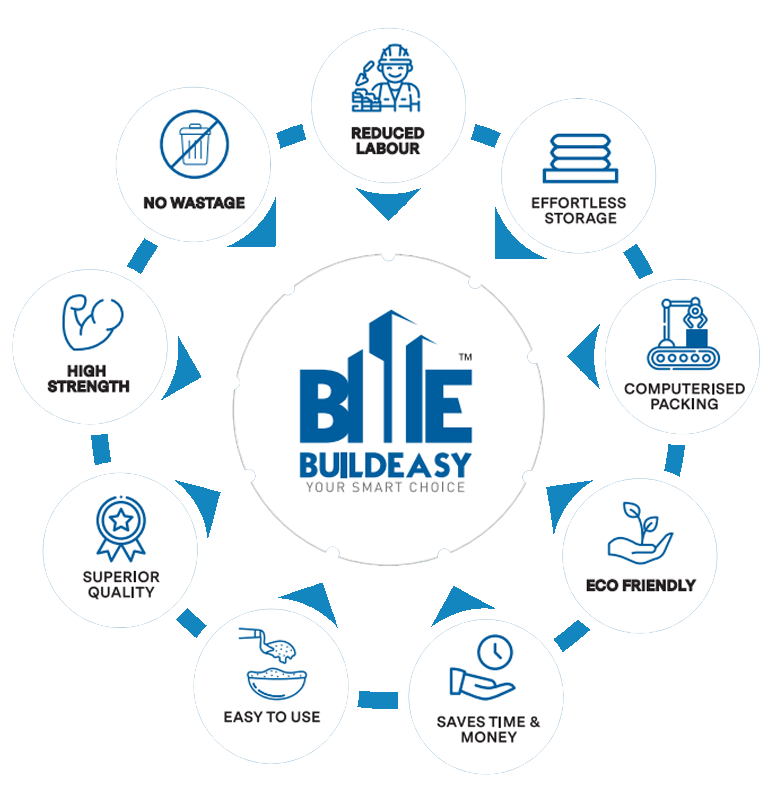 REDUCED
LABOUR
EFFORTLESS
STORAGE
COMPUTERISED
PACKING
ECO FRIENDLY
SAVES TIME &
MONEY
EASY TO USE
SUPERIOR
QUALITY
HIGH
STRENGTH
NO WASTAGE
BITE™
BUILDEASY
YOUR SMART CHOICE